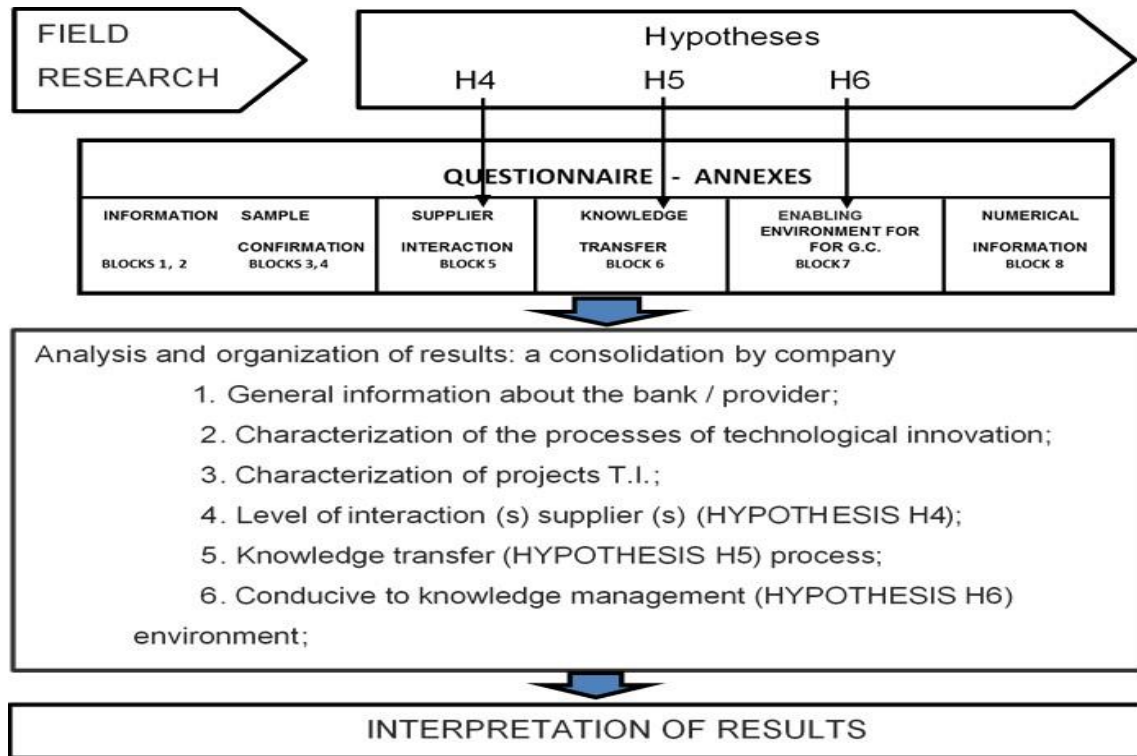 FIELD
RESEARCH
Hypotheses
H4 H5 H6
QUESTIONNAIRE - ANNEXES
INFORMATION SAMPLE
CONFIRMATION
BLOCKS 1, 2 BLOCKS 3,4
SUPPLIER
INTERACTION
BLOCK 5
KNOWLEDGE
TRANSFER
BLOCK 6
ENABLING
ENVIRONMENT FOR
FOR G.C.
BLOCK 7
NUMERICAL
INFORMATION
BLOCK 8
Analysis and organization of results: a consolidation by company
1. General information about the bank / provider;
2. Characterization of the processes of technological innovation;
3. Characterization of projects T.I.;
4. Level of interaction (s) supplier (s) (HYPOTHESIS H4);
5. Knowledge transfer (HYPOTHESIS H5) process;
6. Conducive to knowledge management (HYPOTHESIS H6)
environment;
INTERPRETATION OF RESULTS